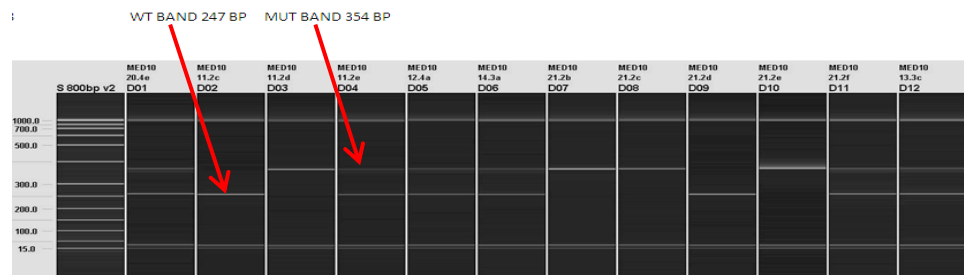 WT BAND 247 BP MUT BAND 354 BP
MED10 MED10 MED10 MED10 MED10 MED10 MED10 MED10 MED10 MED10 MED10 MED10
20.4e 11.2c 11.2d 11.2e 12.4a 14.3a 21.2b 21.2c 21.2d 21.2e 21.2f 13.3c
S 800bp v2 D01 D02 D03 D04 D05 D06 D07 D08 D09 D10 D11 D12
1000.0
700.0
500.0
300.0
200.0
100.0
15.0